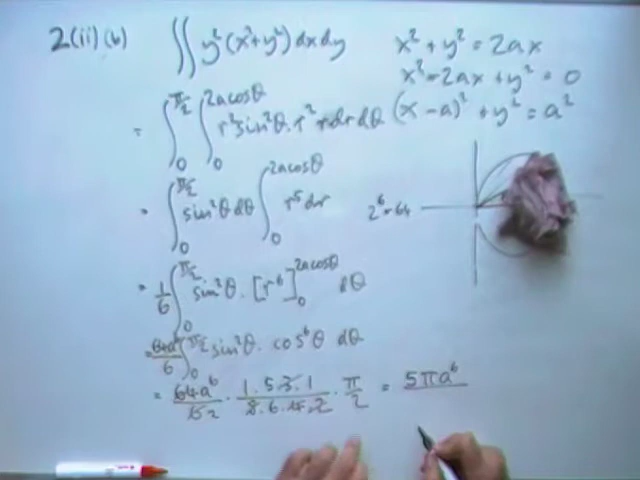 2(ii)(b) ∬ y²(x²+y²) dx dy
x² + y² = 2ax
x² - 2ax + y² = 0
(x - a)² + y² = a²
= ∫₀^{π/2} ∫₀^{2a cosθ} r² sin²θ · r² r dr dθ
= ∫₀^{π/2} sin²θ dθ ∫₀^{2a cosθ} r⁵ dr
2⁶ = 64
= 1/6 ∫₀^{π/2} sin²θ · [r⁶]₀^{2a cosθ} dθ
= 64a⁶/6 ∫₀^{π/2} sin²θ · cos⁶θ dθ
= 64a⁶/6 · 1.5.3.1/8.6.4.2 · π/2 = 5πa⁶